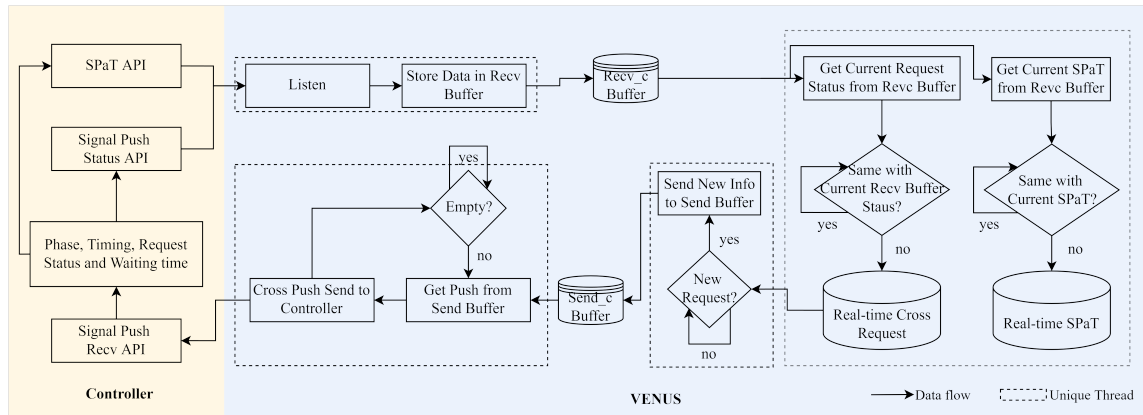 SPaT API
Signal Push
Status API
Phase, Timing, Request
Status and Waiting time
Signal Push
Recv API
Controller
Listen
Store Data in Recv
Buffer
Recv_c
Buffer
Get Current Request
Status from Revc Buffer
Get Current SPaT
from Revc Buffer
Same with
Current Recv Buffer
Staus?
yes
no
Same with
Current SPaT?
yes
no
Real-time Cross
Request
Real-time SPaT
Send New Info
to Send Buffer
yes
New
Request?
no
Send_c
Buffer
yes
Empty?
no
Get Push from
Send Buffer
Cross Push Send to
Controller
VENUS
Data flow
Unique Thread